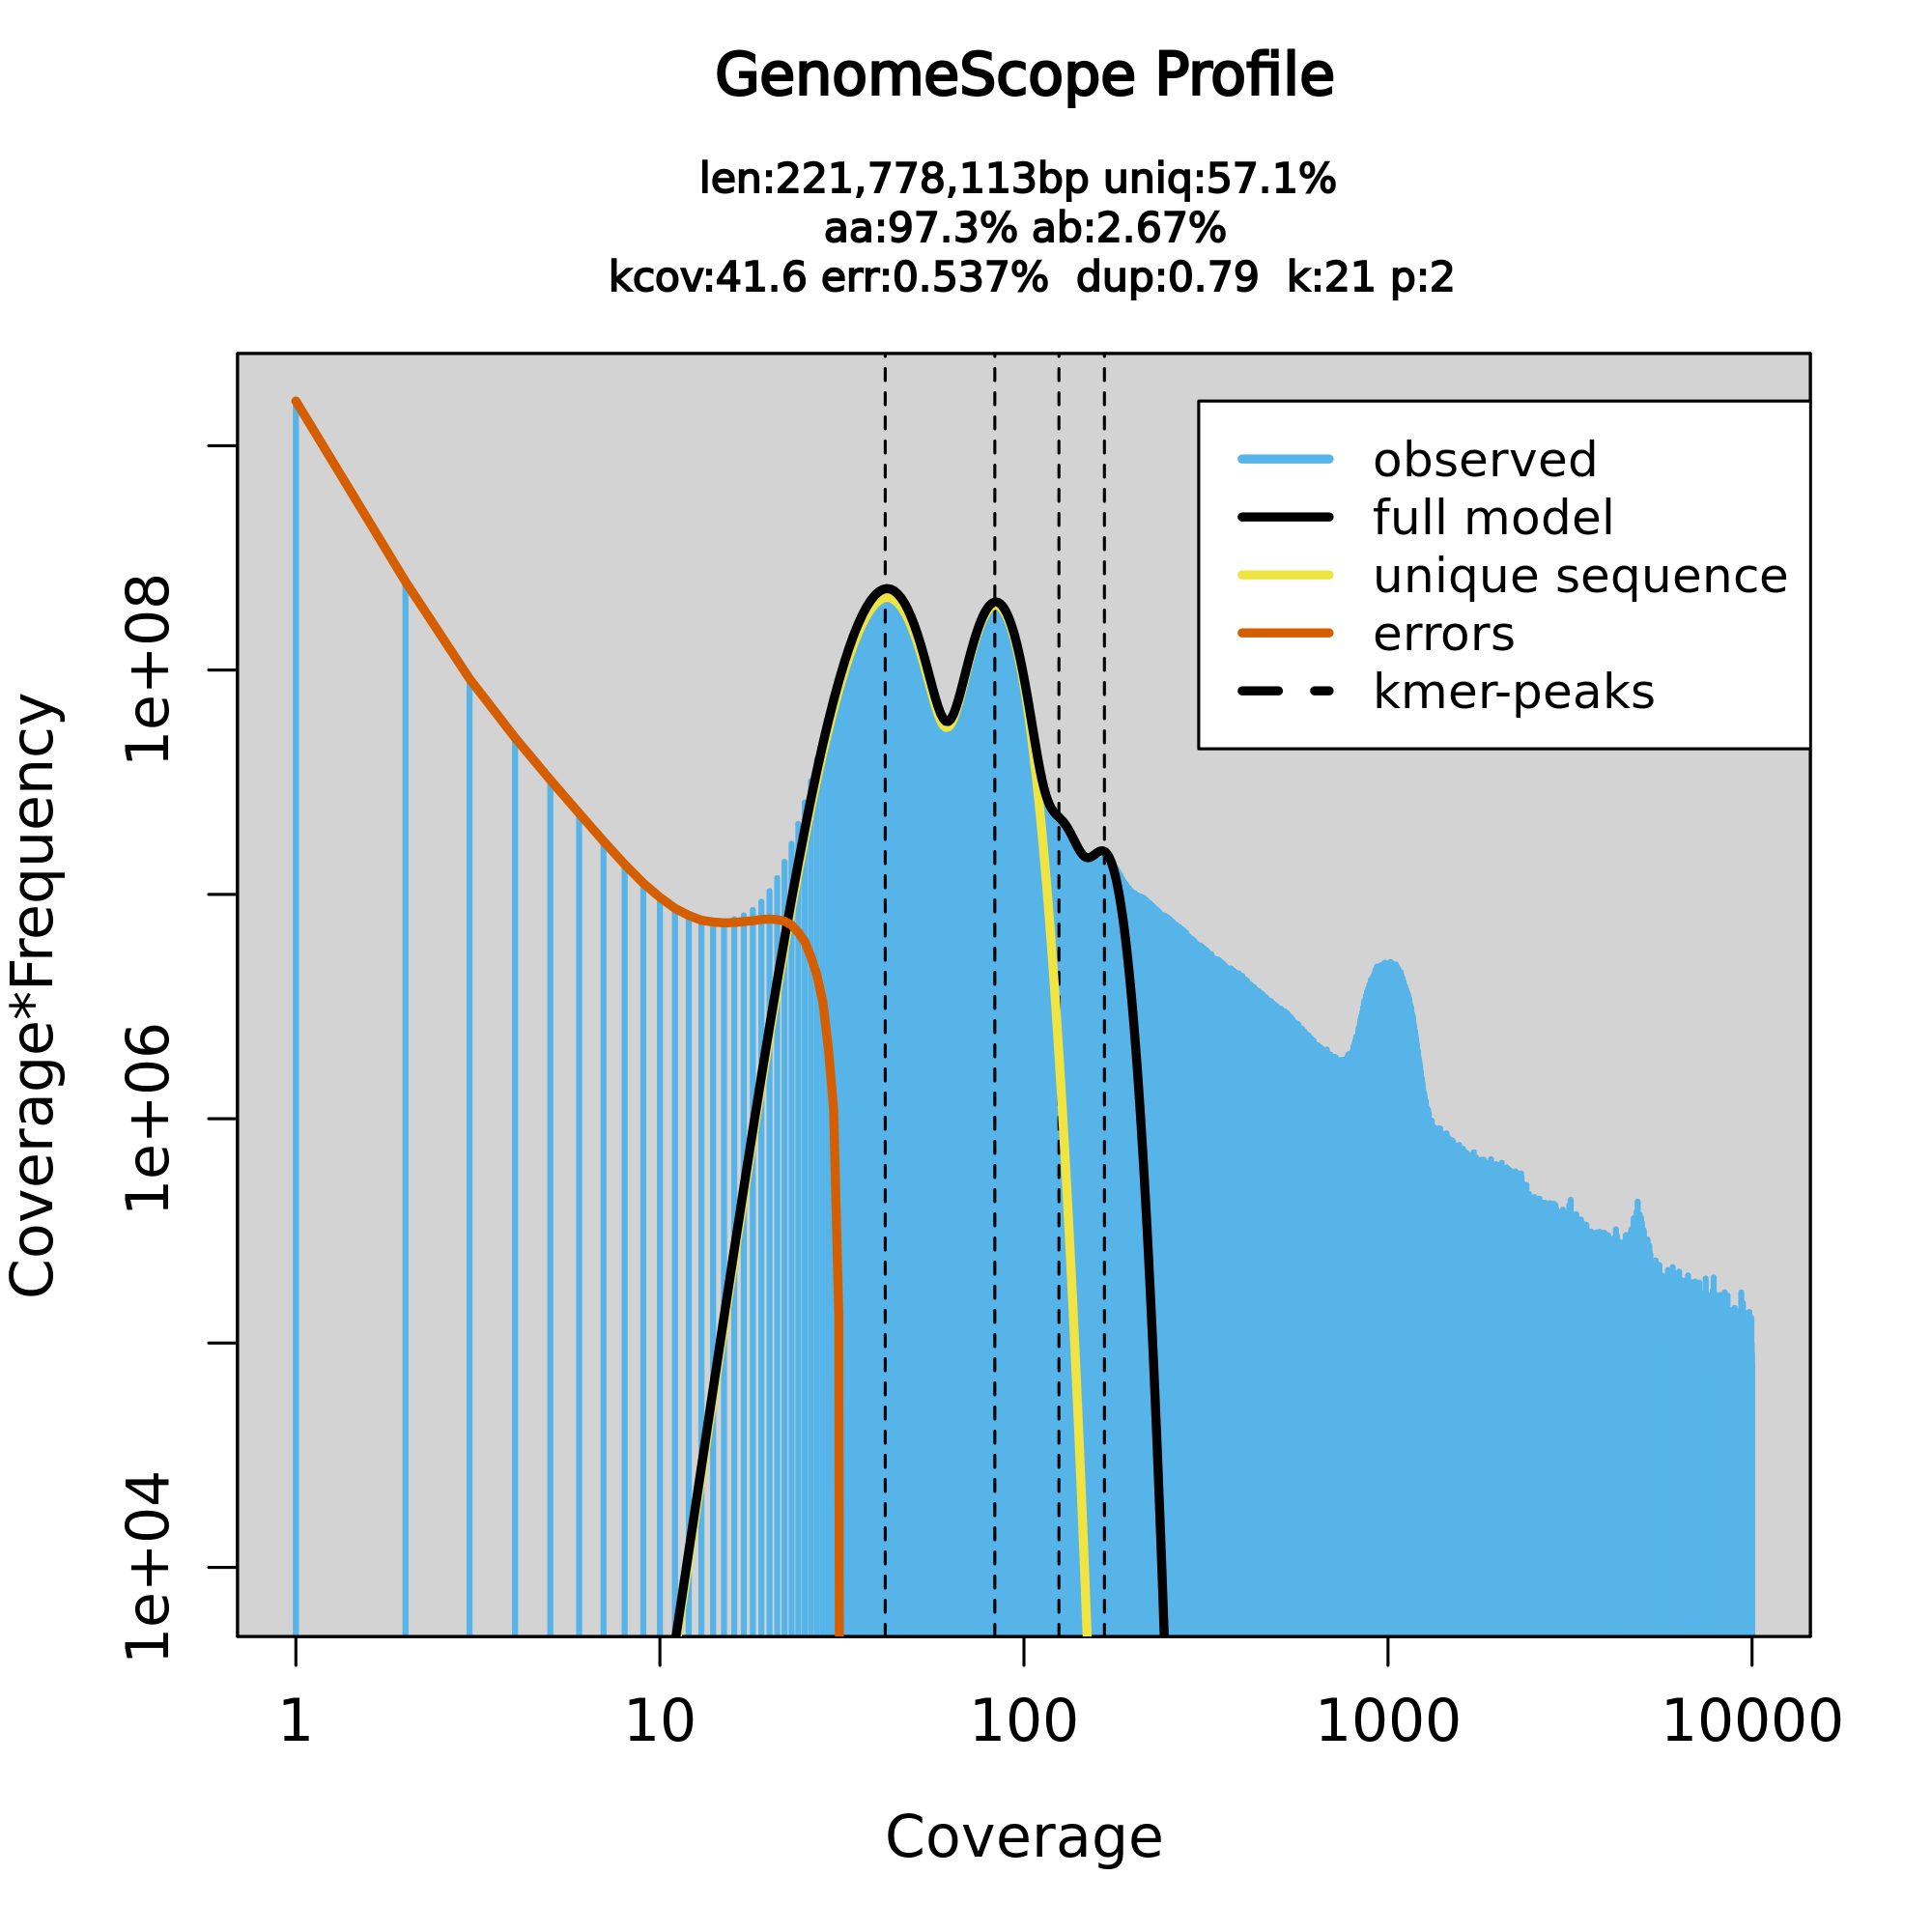 GenomeScope Profile
len:221,778,113bp uniq:57.1%
aa:97.3% ab:2.67%
kcov:41.6 err:0.537%  dup:0.79  k:21 p:2
observed
full model
unique sequence
errors
kmer-peaks
Coverage*Frequency
1e+08
1e+06
1e+04
1
10
100
1000
10000
Coverage